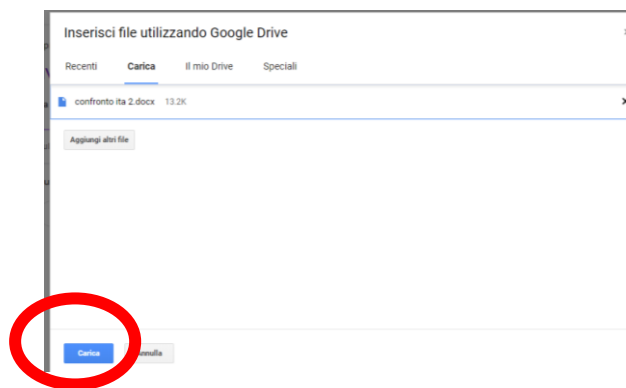 Inserisci file utilizzando Google Drive
Recenti Carica Il mio Drive Speciali
confronto ita 2.docx 13.2K
Aggiungi altri file
Carica Annulla